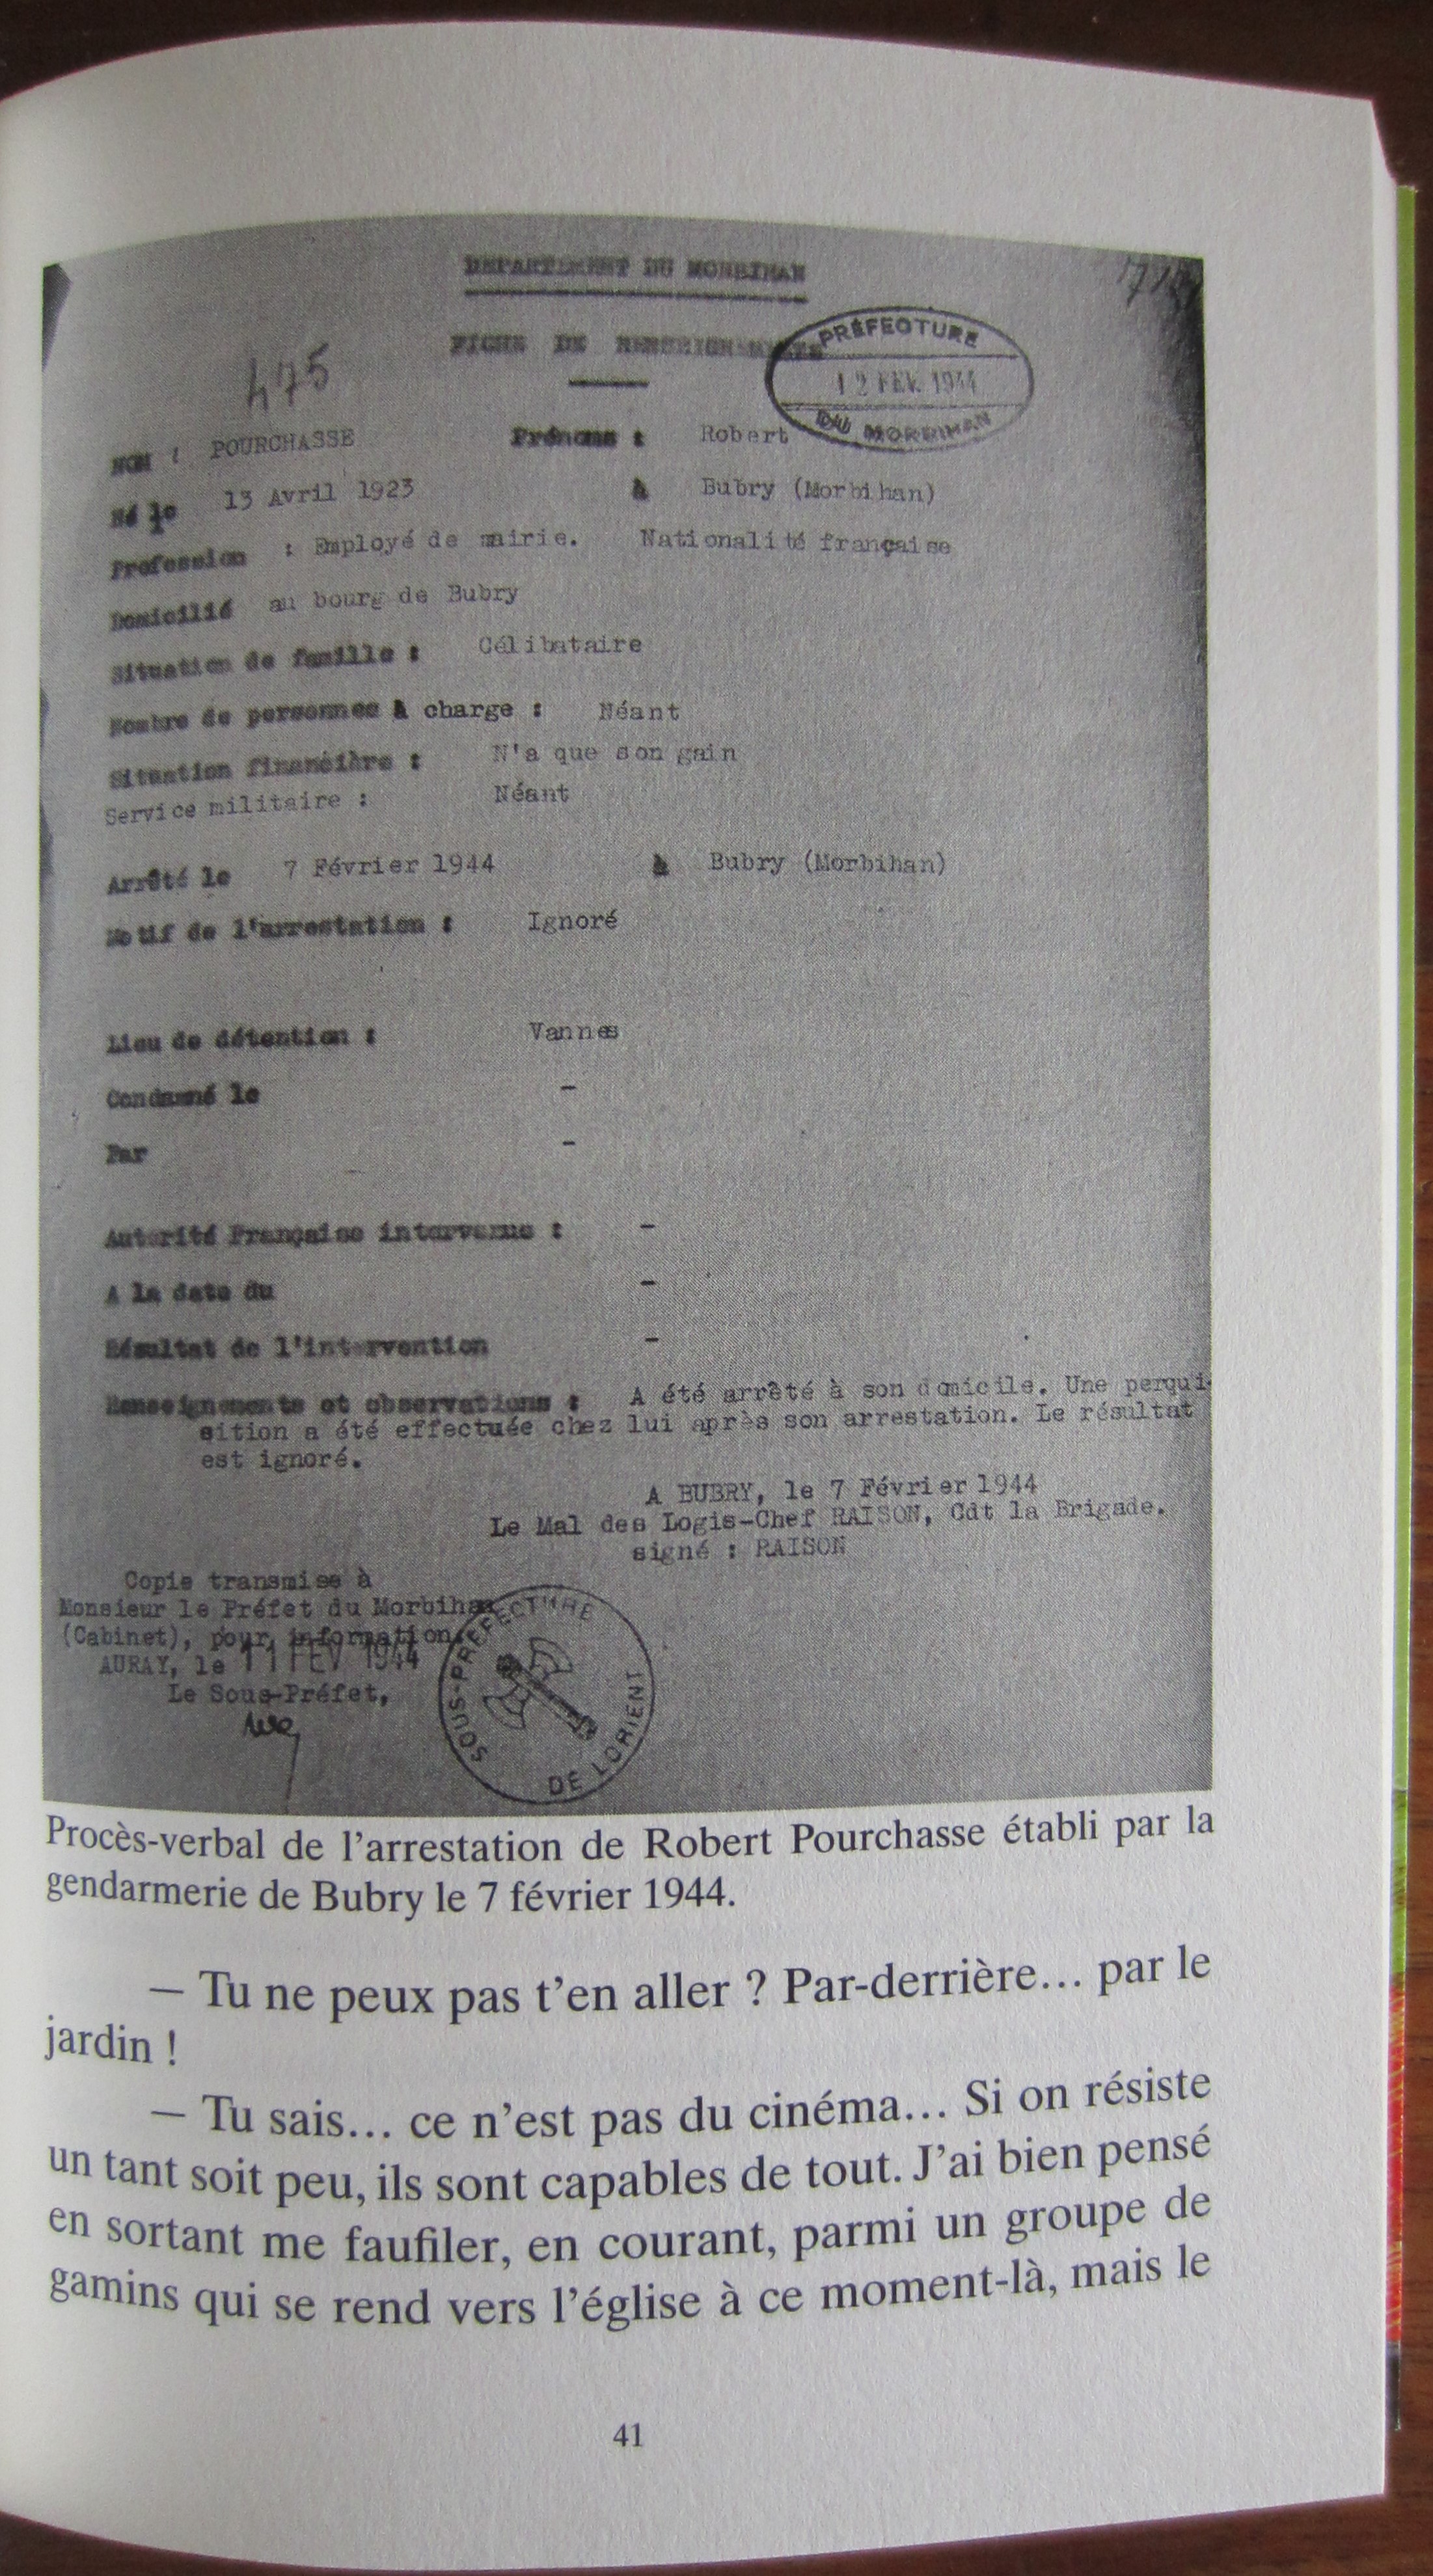 DEPARTEMENT DU MORBIHAN
FICHE DE RENSEIGNEMENTS
PRÉFECTURE
12 FEV. 1944
DU MORBIHAN
475
NOM : POURCHASSE Prénoms : Robert
Né le 13 Avril 1923 à Bubry (Morbihan)
Profession : Employé de mairie. Nationalité française
Domicilié au bourg de Bubry
Situation de famille : Célibataire
Nombre de personnes à charge : Néant
Situation financière : N'a que son gain
Service militaire : Néant
Arrêté le 7 Février 1944 à Bubry (Morbihan)
Motif de l'arrestation : Ignoré
Lieu de détention : Vannes
Condamné le -
Par -
Autorité Française intervenue : -
A la date du -
Résultat de l'intervention -
Renseignements et observations : A été arrêté à son domicile. Une perqui-
sition a été effectuée chez lui après son arrestation. Le résultat
est ignoré.
A BUBRY, le 7 Février 1944
Le Mal des Logis-Chef RAISON, Cdt la Brigade.
signé : RAISON
Copie transmise à
Monsieur le Préfet du Morbihan
(Cabinet), pour information.
AURAY, le 11 FEV 1944
Le Sous-Préfet,
SOUS-PRÉFECTURE
DE LORIENT
Procès-verbal de l'arrestation de Robert Pourchasse établi par la
gendarmerie de Bubry le 7 février 1944.
– Tu ne peux pas t'en aller ? Par-derrière… par le
jardin !
– Tu sais… ce n'est pas du cinéma… Si on résiste
un tant soit peu, ils sont capables de tout. J'ai bien pensé
en sortant me faufiler, en courant, parmi un groupe de
gamins qui se rend vers l'église à ce moment-là, mais le
41